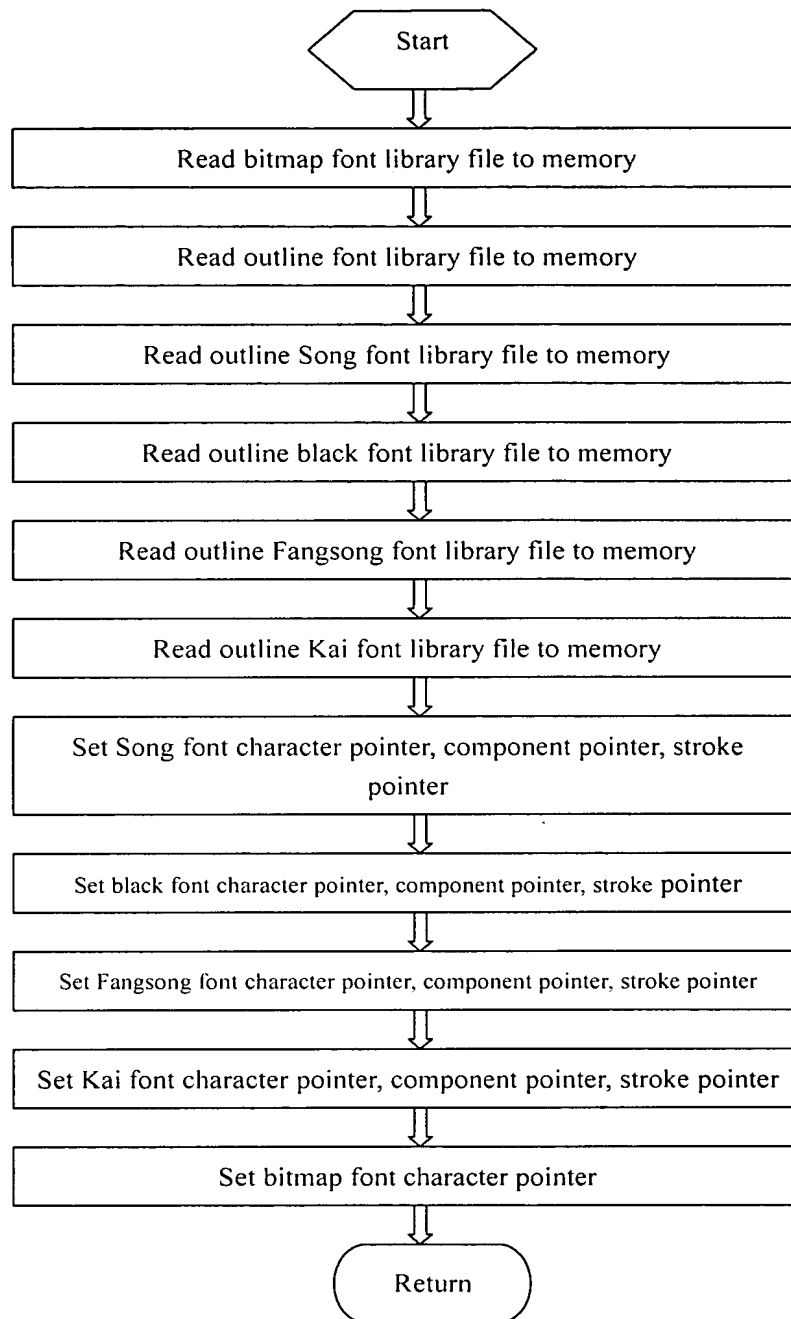 Start
Read bitmap font library file to memory
Read outline font library file to memory
Read outline Song font library file to memory
Read outline black font library file to memory
Read outline Fangsong font library file to memory
Read outline Kai font library file to memory
Set Song font character pointer, component pointer, stroke
pointer
Set black font character pointer, component pointer, stroke pointer
Set Fangsong font character pointer, component pointer, stroke pointer
Set Kai font character pointer, component pointer, stroke pointer
Set bitmap font character pointer
Return